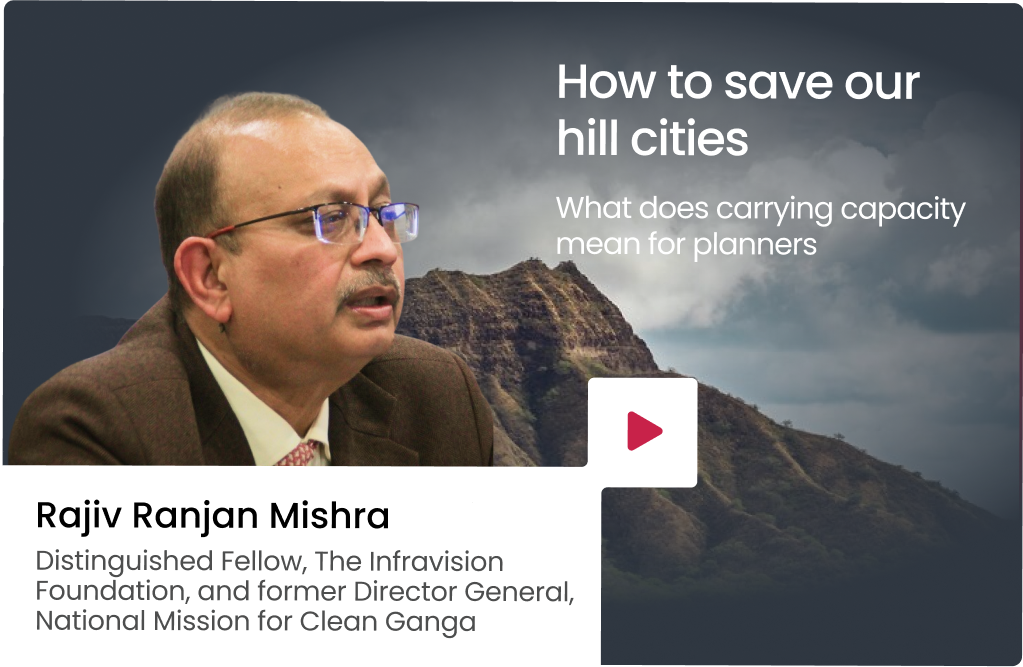 How to save our
hill cities
What does carrying capacity
mean for planners
Rajiv Ranjan Mishra
Distinguished Fellow, The Infravision
Foundation, and former Director General,
National Mission for Clean Ganga